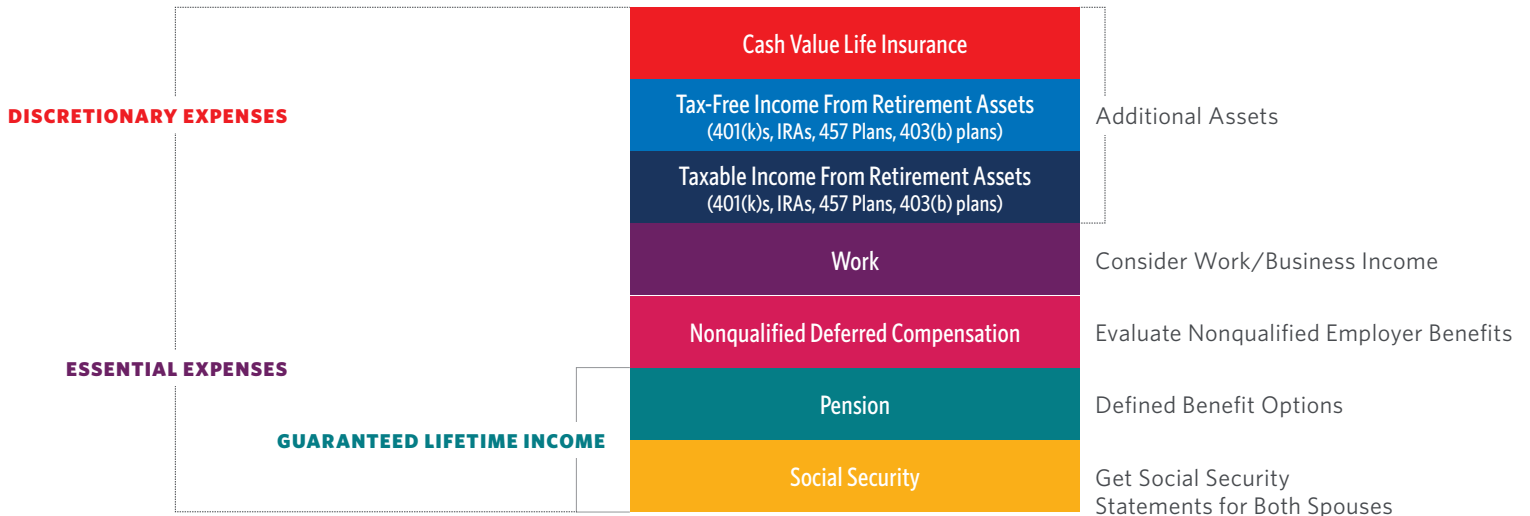 Cash Value Life Insurance
DISCRETIONARY EXPENSES
Tax-Free Income From Retirement Assets
(401(k)s, IRAs, 457 Plans, 403(b) plans)
Additional Assets
Taxable Income From Retirement Assets
(401(k)s, IRAs, 457 Plans, 403(b) plans)
Work
Consider Work/Business Income
Nonqualified Deferred Compensation
Evaluate Nonqualified Employer Benefits
ESSENTIAL EXPENSES
Pension
Defined Benefit Options
GUARANTEED LIFETIME INCOME
Social Security
Get Social Security
Statements for Both Spouses